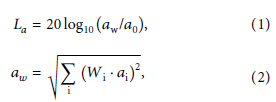 L_a = 20 log_10 (a_w/a_0), (1)
a_w = √∑_i (W_i · a_i)^2, (2)